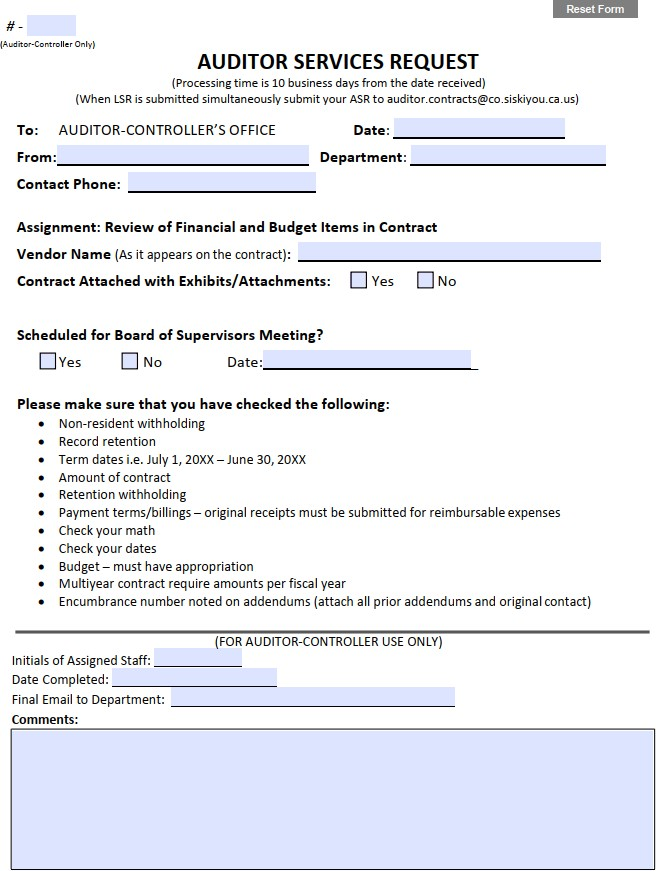 Reset Form
# -
(Auditor-Controller Only)
AUDITOR SERVICES REQUEST
(Processing time is 10 business days from the date received)
(When LSR is submitted simultaneously submit your ASR to auditor.contracts@co.siskiyou.ca.us)
To: AUDITOR-CONTROLLER'S OFFICE Date:
From: Department:
Contact Phone:
Assignment: Review of Financial and Budget Items in Contract
Vendor Name (As it appears on the contract):
Contract Attached with Exhibits/Attachments: Yes No
Scheduled for Board of Supervisors Meeting?
Yes No Date:
Please make sure that you have checked the following:
• Non-resident withholding
• Record retention
• Term dates i.e. July 1, 20XX – June 30, 20XX
• Amount of contract
• Retention withholding
• Payment terms/billings – original receipts must be submitted for reimbursable expenses
• Check your math
• Check your dates
• Budget – must have appropriation
• Multiyear contract require amounts per fiscal year
• Encumbrance number noted on addendums (attach all prior addendums and original contact)
(FOR AUDITOR-CONTROLLER USE ONLY)
Initials of Assigned Staff:
Date Completed:
Final Email to Department:
Comments: